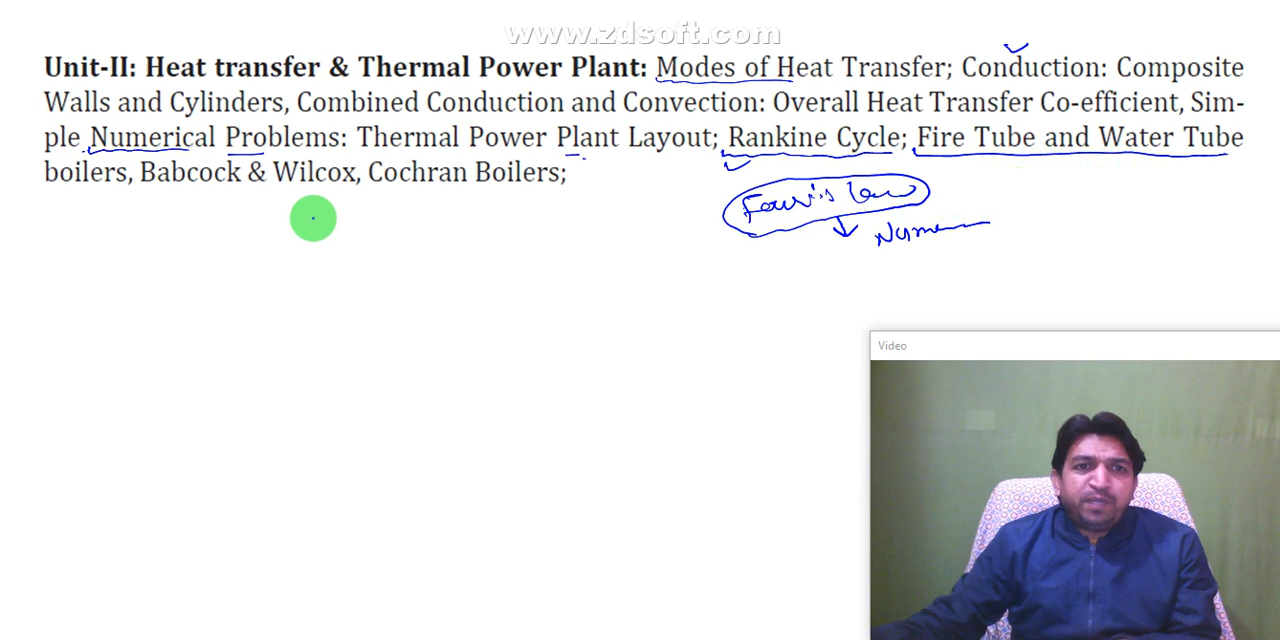 www.zdsoft.com
Unit-II: Heat transfer & Thermal Power Plant: Modes of Heat Transfer; Conduction: Composite
Walls and Cylinders, Combined Conduction and Convection: Overall Heat Transfer Co-efficient, Sim-
ple Numerical Problems: Thermal Power Plant Layout; Rankine Cycle; Fire Tube and Water Tube
boilers, Babcock & Wilcox, Cochran Boilers;
law
Nume
Video